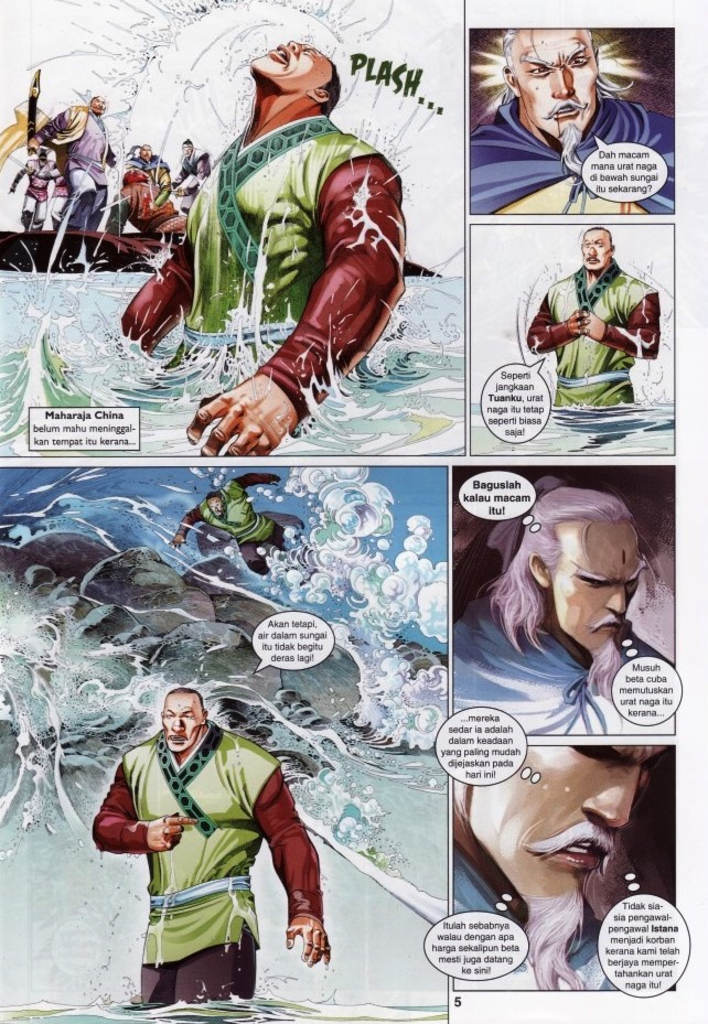 PLASH...
Maharaja China
belum mahu meninggal-
kan tempat itu kerana...
Dah macam
mana urat naga
di bawah sungai
itu sekarang?
Seperti
jangkaan
Tuanku, urat
naga itu tetap
seperti biasa
saja!
Akan tetapi,
air dalam sungai
itu tidak begitu
deras lagi!
Baguslah
kalau macam
itu!
Musuh
beta cuba
memutuskan
urat naga itu
kerana...
...mereka
sedar ia adalah
dalam keadaan
yang paling mudah
dijejaskan pada
hari ini!
Itulah sebabnya
walau dengan apa
harga sekalipun beta
mesti juga datang
ke sini!
Tidak sia-
sia pengawal-
pengawal Istana
menjadi korban
kerana kami telah
berjaya memper-
tahankan urat
naga itu!
5